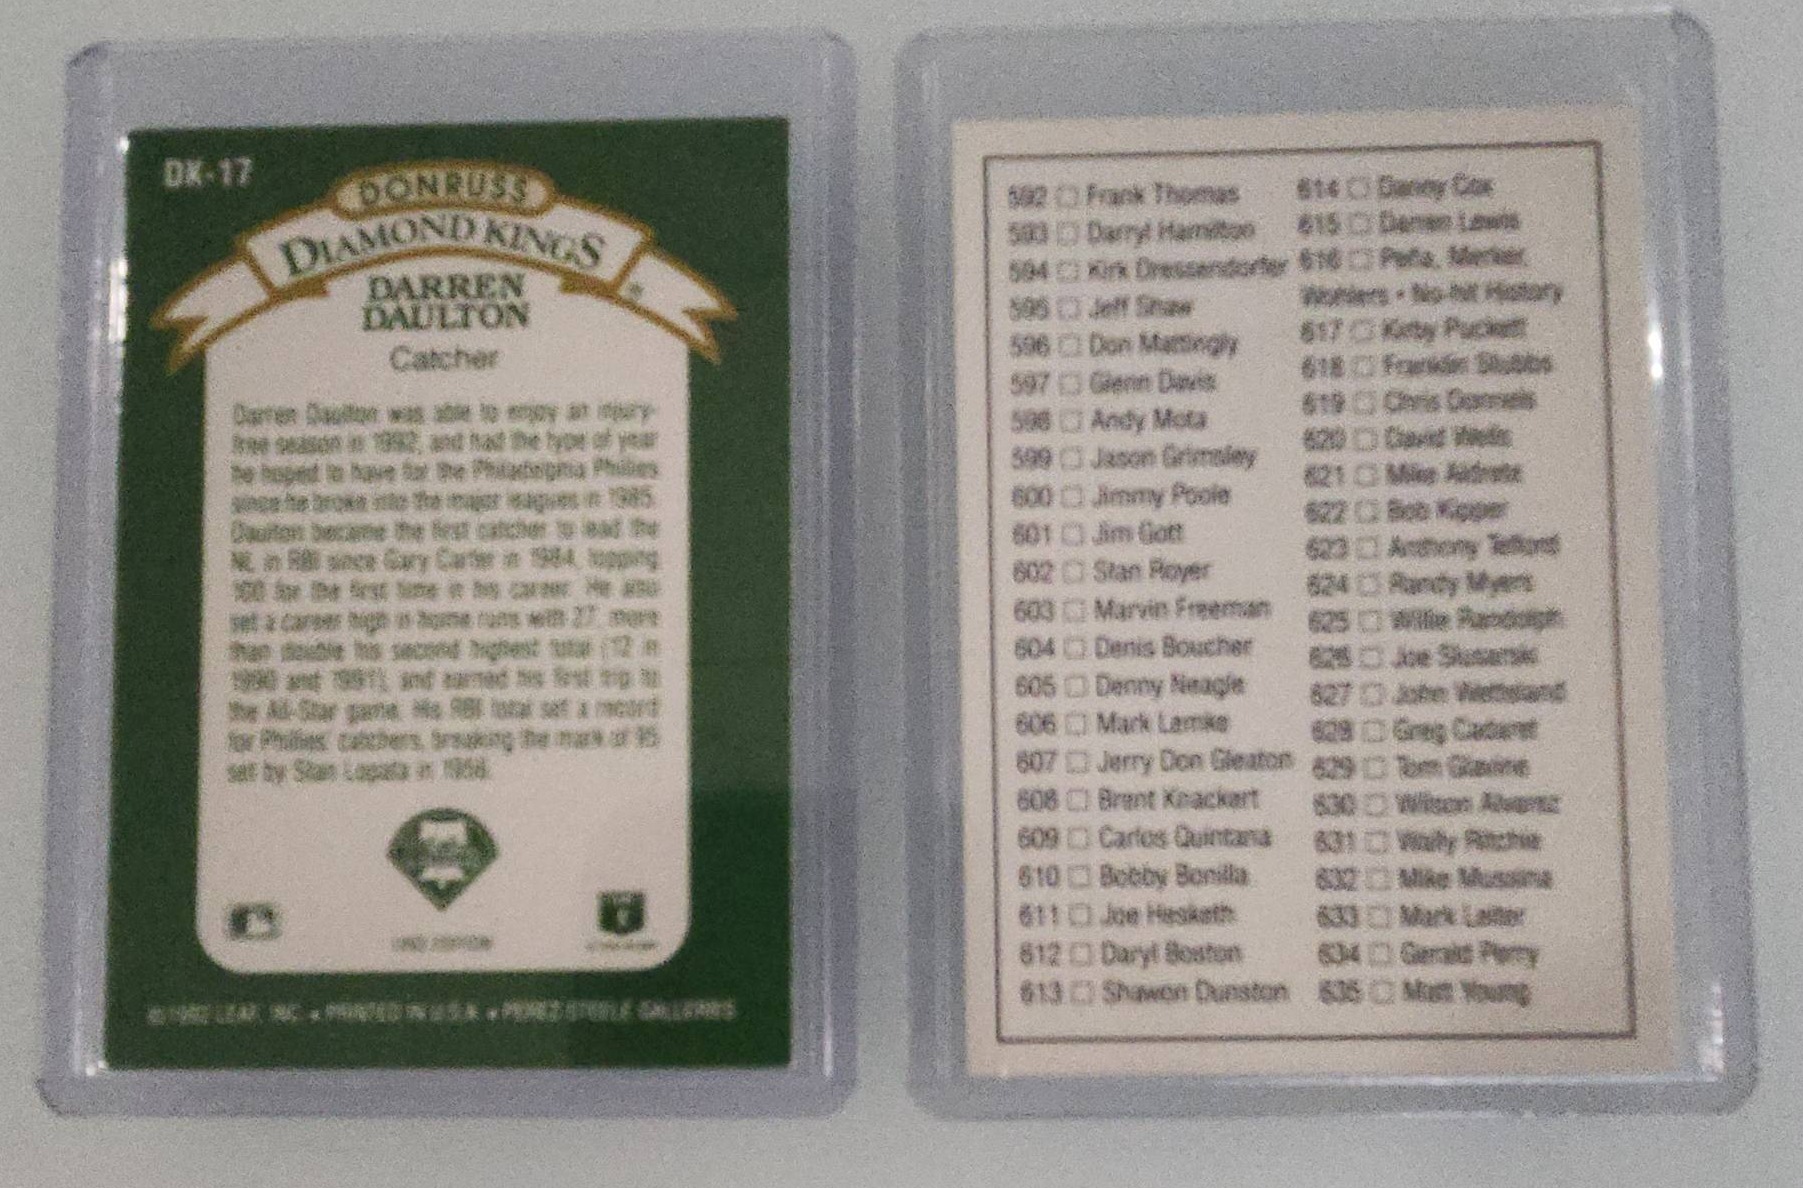 DK-17
DONRUSS
DIAMOND KINGS
®
DARREN
DAULTON
Catcher
Darren Daulton was able to enjoy an injury-
free season in 1992, and had the type of year
he hoped to have for the Philadelphia Phillies
since he broke into the major leagues in 1985.
Daulton became the first catcher to lead the
NL in RBI since Gary Carter in 1984, topping
100 for the first time in his career. He also
set a career high in home runs with 27, more
than double his second highest total (12 in
1990 and 1991), and earned his first trip to
the All-Star game. His RBI total set a record
for Phillies' catchers, breaking the mark of 95
set by Stan Lopata in 1956.
EDITION
LEAF, INC. • PRINTED IN U.S.A. • PEREZ-STEELE GALLERIES
592 Frank Thomas
593 Darryl Hamilton
594 Kirk Dressendorfer
595 Jeff Shaw
596 Don Mattingly
597 Glenn Davis
598 Andy Mota
599 Jason Grimsley
600 Jimmy Poole
601 Jim Gott
602 Stan Royer
603 Marvin Freeman
604 Denis Boucher
605 Denny Neagle
606 Mark Lemke
607 Jerry Don Gleaton
608 Brent Knackert
609 Carlos Quintana
610 Bobby Bonilla
611 Joe Hesketh
612 Daryl Boston
613 Shawon Dunston
614 Danny Cox
615 Darren Lewis
616 Peña, Merker,
Wohlers • No-hit History
617 Kirby Puckett
618 Franklin Stubbs
619 Chris Donnels
620 David Wells
621 Mike Aldrete
622 Bob Kipper
623 Anthony Telford
624 Randy Myers
625 Willie Randolph
626 Joe Slusarski
627 John Wetteland
628 Greg Cadaret
629 Tom Glavine
630 Wilson Alvarez
631 Wally Ritchie
632 Mike Mussina
633 Mark Leiter
634 Gerald Perry
635 Matt Young